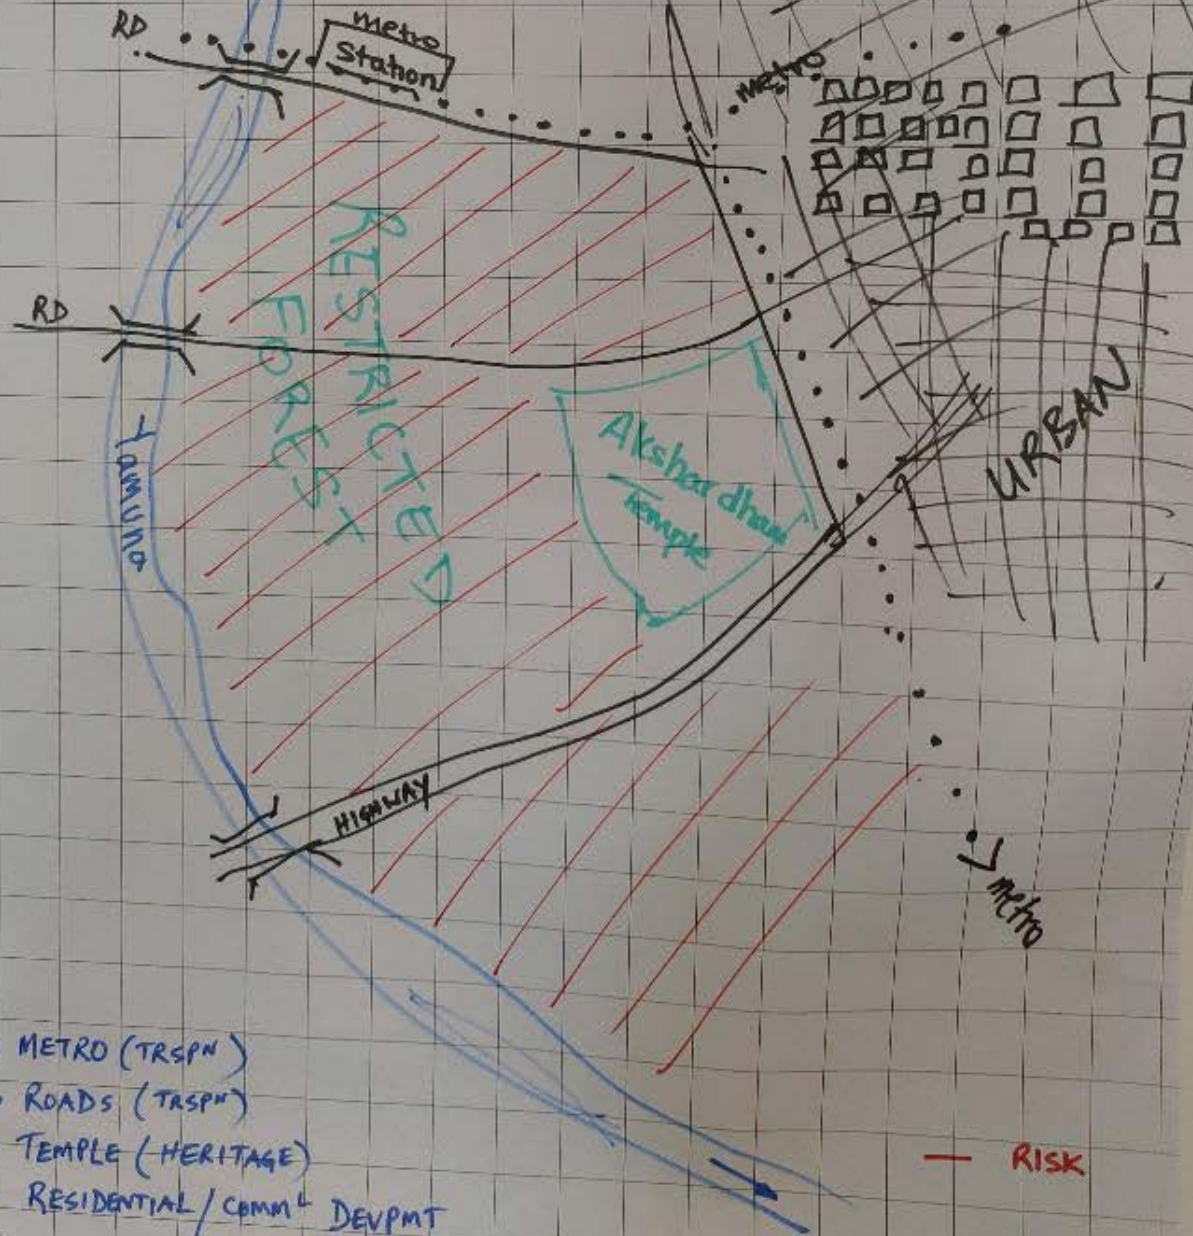 RD
metro
Station
metro
RD
RISTRICTED
FOREST
Akshardham
Temple
URBAN
Yamuna
HIGHWAY
metro
METRO (TRSPN)
ROADS (TRSPN)
TEMPLE (HERITAGE)
RESIDENTIAL / COMML DEVPMT
— RISK